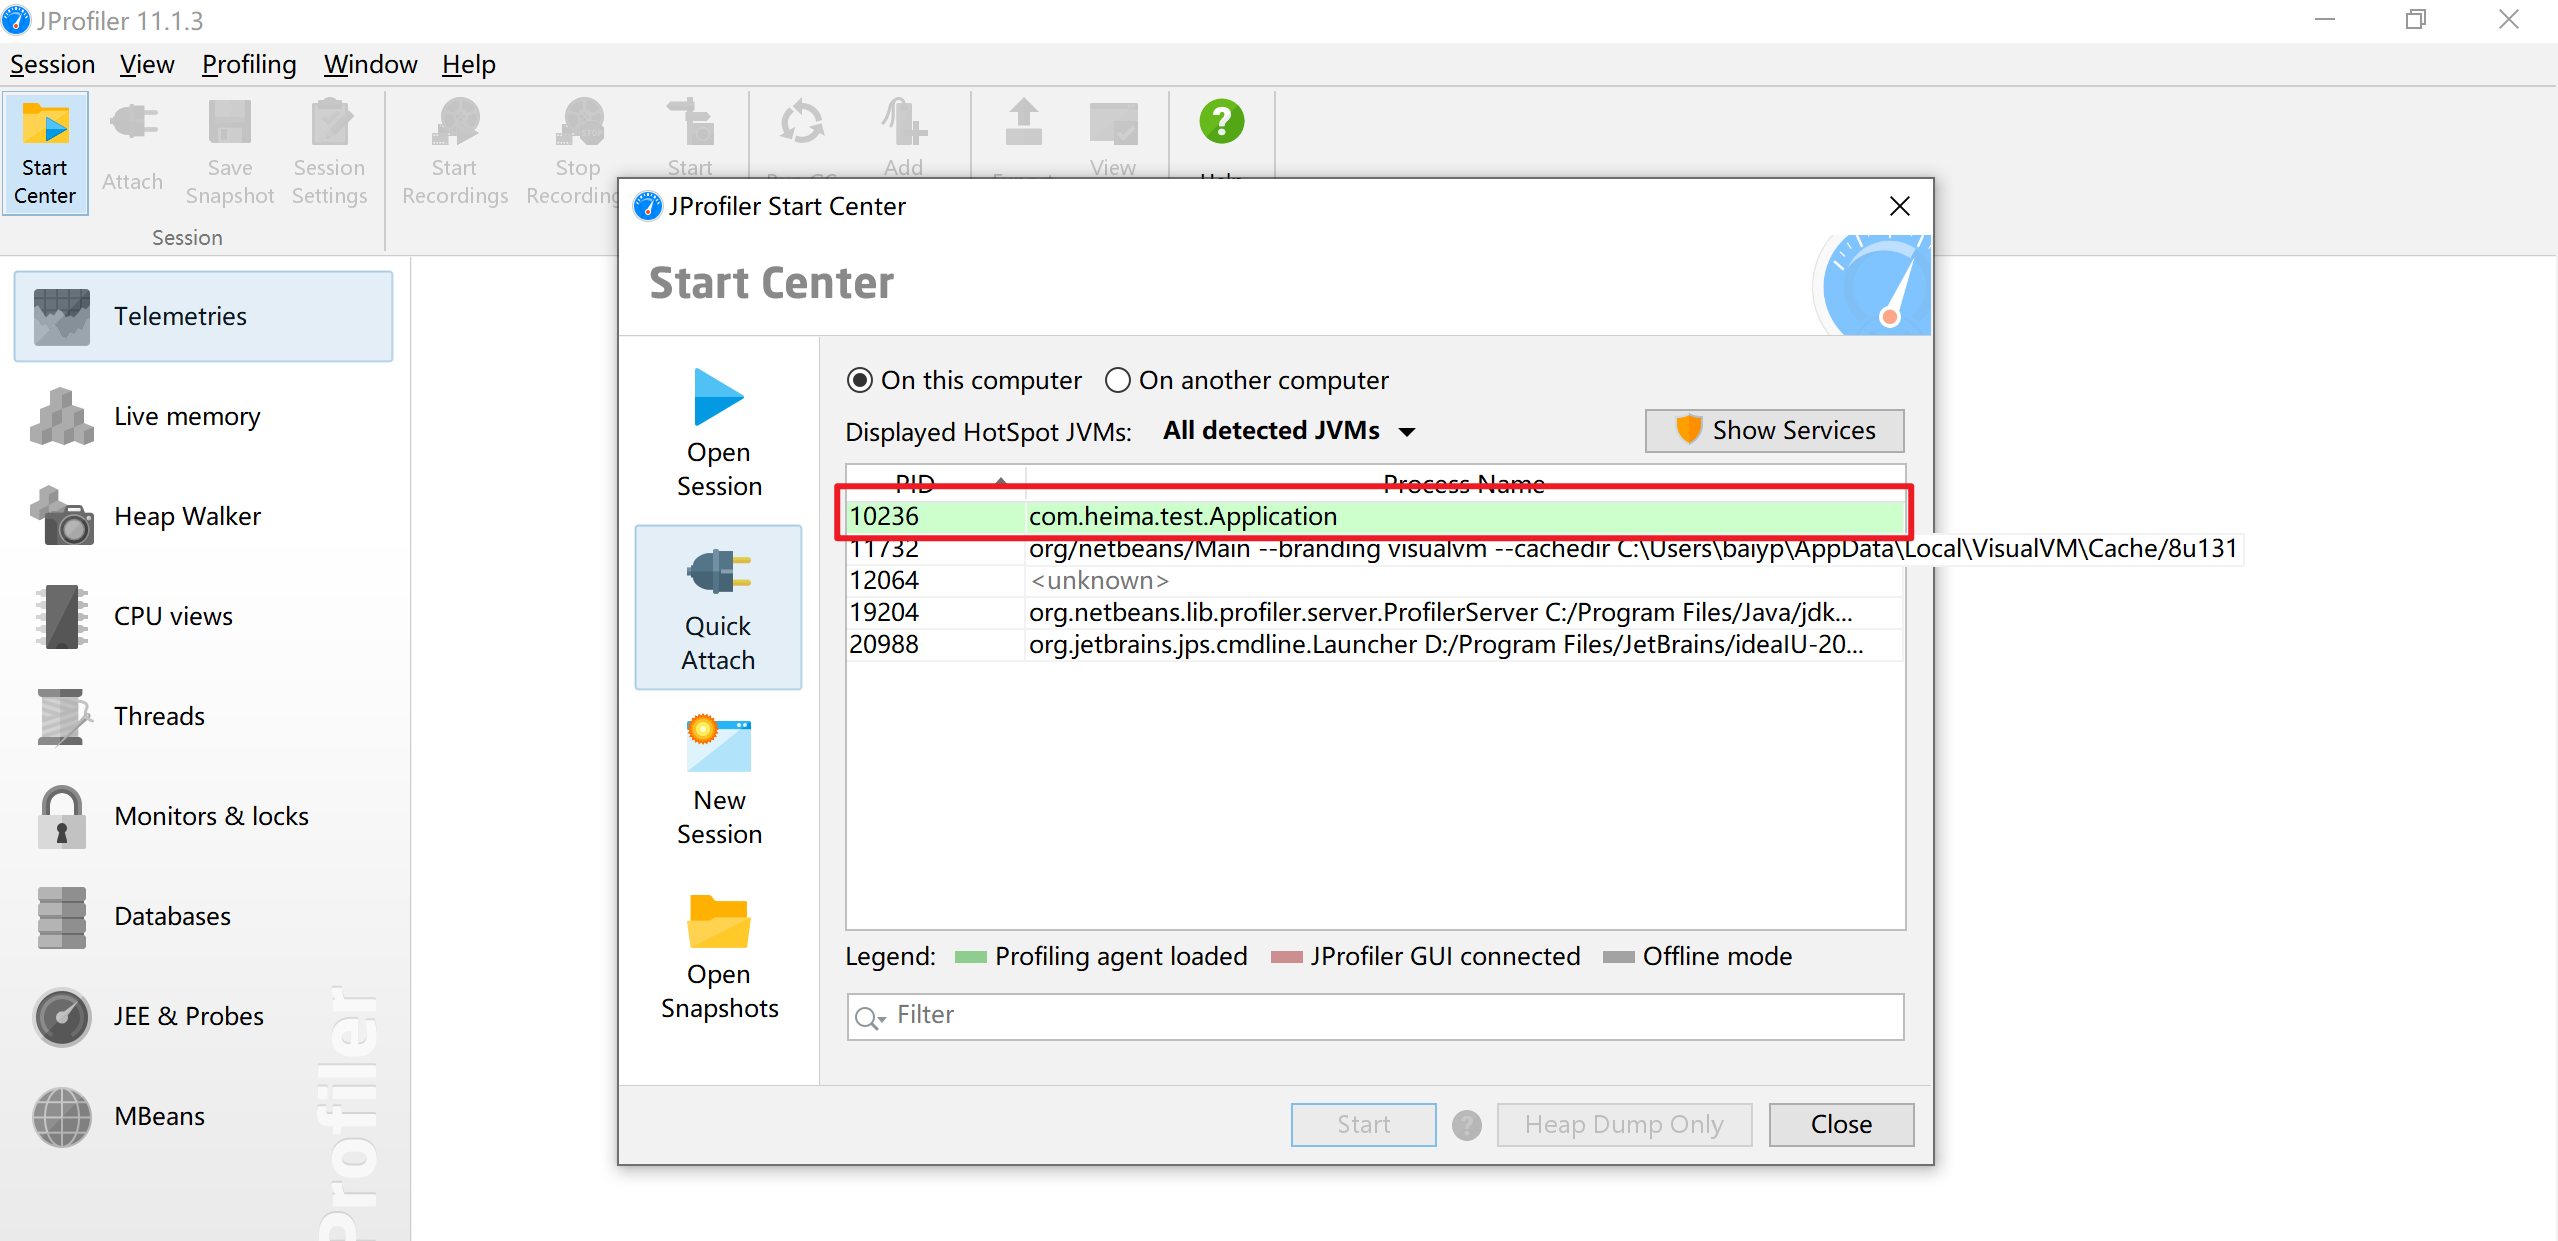 JProfiler 11.1.3
Session View Profiling Window Help
Start Center
Attach
Save Snapshot
Session Settings
Start Recordings
Stop Recording
Start
Run GC
Add
Export
View
Help
Session
Telemetries
Live memory
Heap Walker
CPU views
Threads
Monitors & locks
Databases
JEE & Probes
MBeans
Profiler
JProfiler Start Center
Start Center
Open Session
Quick Attach
New Session
Open Snapshots
On this computer On another computer
Displayed HotSpot JVMs: All detected JVMs Show Services
PID Process Name
10236 com.heima.test.Application
11732 org/netbeans/Main --branding visualvm --cachedir C:\Users\baiyp\AppData\Local\VisualVM\Cache/8u131
12064 <unknown>
19204 org.netbeans.lib.profiler.server.ProfilerServer C:/Program Files/Java/jdk...
20988 org.jetbrains.jps.cmdline.Launcher D:/Program Files/JetBrains/ideaIU-20...
Legend: Profiling agent loaded JProfiler GUI connected Offline mode
Filter
Start ? Heap Dump Only Close